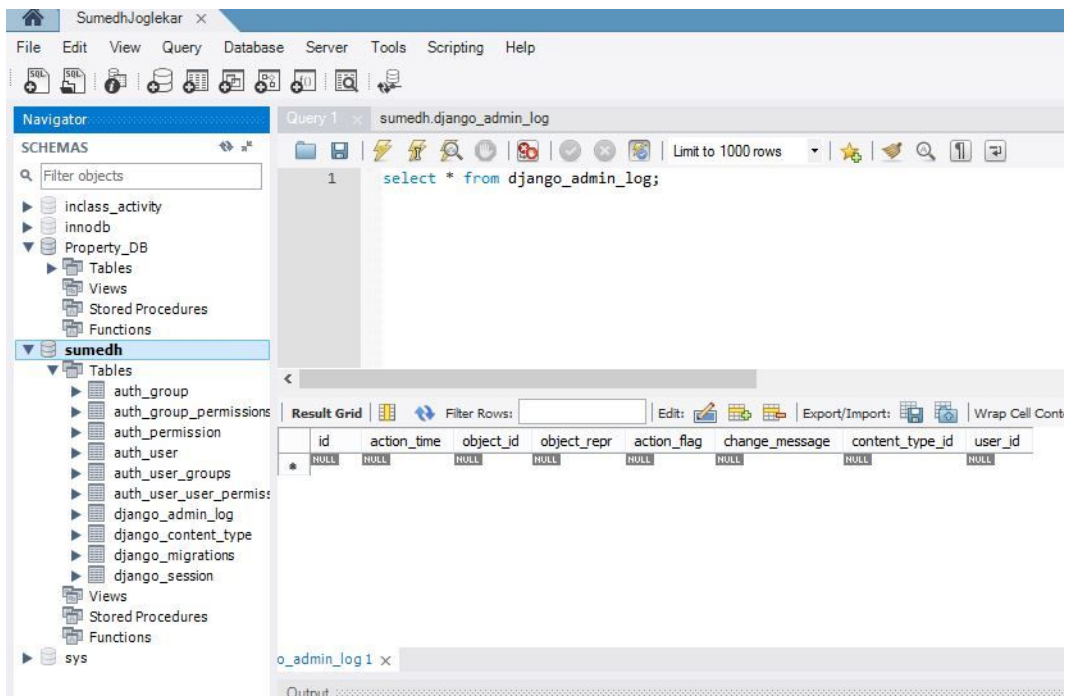 SumedhJoglekar
File Edit View Query Database Server Tools Scripting Help
Navigator
SCHEMAS
Filter objects
inclass_activity
innodb
Property_DB
Tables
Views
Stored Procedures
Functions
sumedh
Tables
auth_group
auth_group_permissions
auth_permission
auth_user
auth_user_groups
auth_user_user_permiss
django_admin_log
django_content_type
django_migrations
django_session
Views
Stored Procedures
Functions
sys
Query 1 sumedh.django_admin_log
Limit to 1000 rows
1 select * from django_admin_log;
Result Grid Filter Rows: Edit: Export/Import: Wrap Cell Cont
id action_time object_id object_repr action_flag change_message content_type_id user_id
NULL NULL NULL NULL NULL NULL NULL NULL
o_admin_log 1
Output